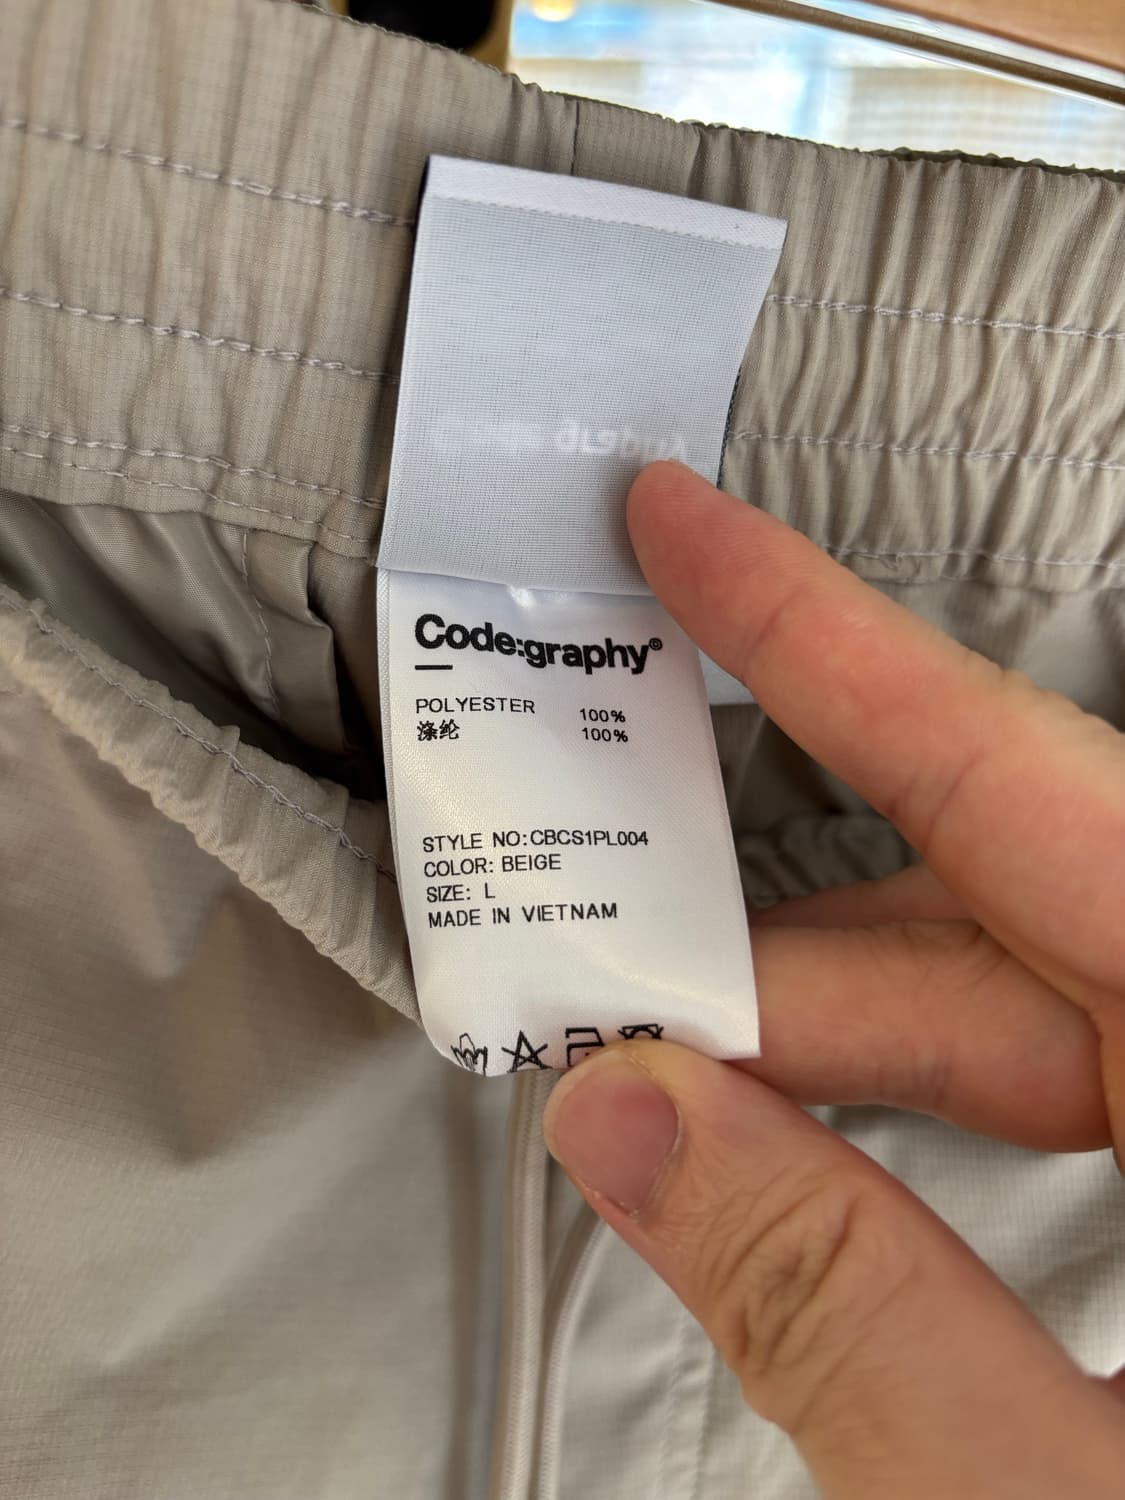 Code:graphy®
POLYESTER 100%
涤纶 100%
STYLE NO:CBCS1PL004
COLOR: BEIGE
SIZE: L
MADE IN VIETNAM